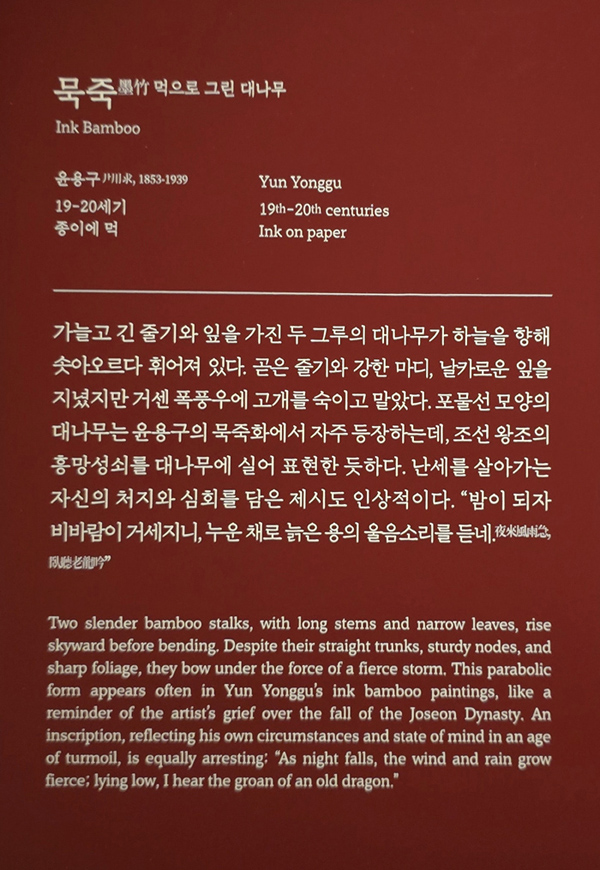 묵죽墨竹 먹으로 그린 대나무
Ink Bamboo
윤용구尹用求, 1853-1939
19-20세기
종이에 먹
Yun Yonggu
19th-20th centuries
Ink on paper
가늘고 긴 줄기와 잎을 가진 두 그루의 대나무가 하늘을 향해
솟아오르다 휘어져 있다. 곧은 줄기와 강한 마디, 날카로운 잎을
지녔지만 거센 폭풍우에 고개를 숙이고 말았다. 포물선 모양의
대나무는 윤용구의 묵죽화에서 자주 등장하는데, 조선 왕조의
흥망성쇠를 대나무에 실어 표현한 듯하다. 난세를 살아가는
자신의 처지와 심회를 담은 제시도 인상적이다. “밤이 되자
비바람이 거세지니, 누운 채로 늙은 용의 울음소리를 듣네.夜來風雨急,
臥聽老龍吟”
Two slender bamboo stalks, with long stems and narrow leaves, rise
skyward before bending. Despite their straight trunks, sturdy nodes, and
sharp foliage, they bow under the force of a fierce storm. This parabolic
form appears often in Yun Yonggu’s ink bamboo paintings, like a
reminder of the artist’s grief over the fall of the Joseon Dynasty. An
inscription, reflecting his own circumstances and state of mind in an age
of turmoil, is equally arresting: “As night falls, the wind and rain grow
fierce; lying low, I hear the groan of an old dragon.”